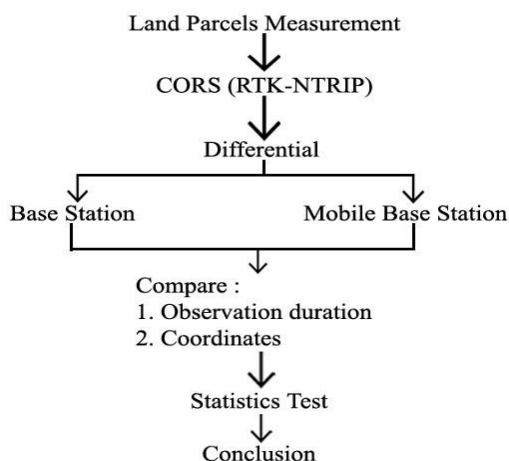 Land Parcels Measurement
CORS (RTK-NTRIP)
Differential
Base Station
Mobile Base Station
Compare :
1. Observation duration
2. Coordinates
Statistics Test
Conclusion